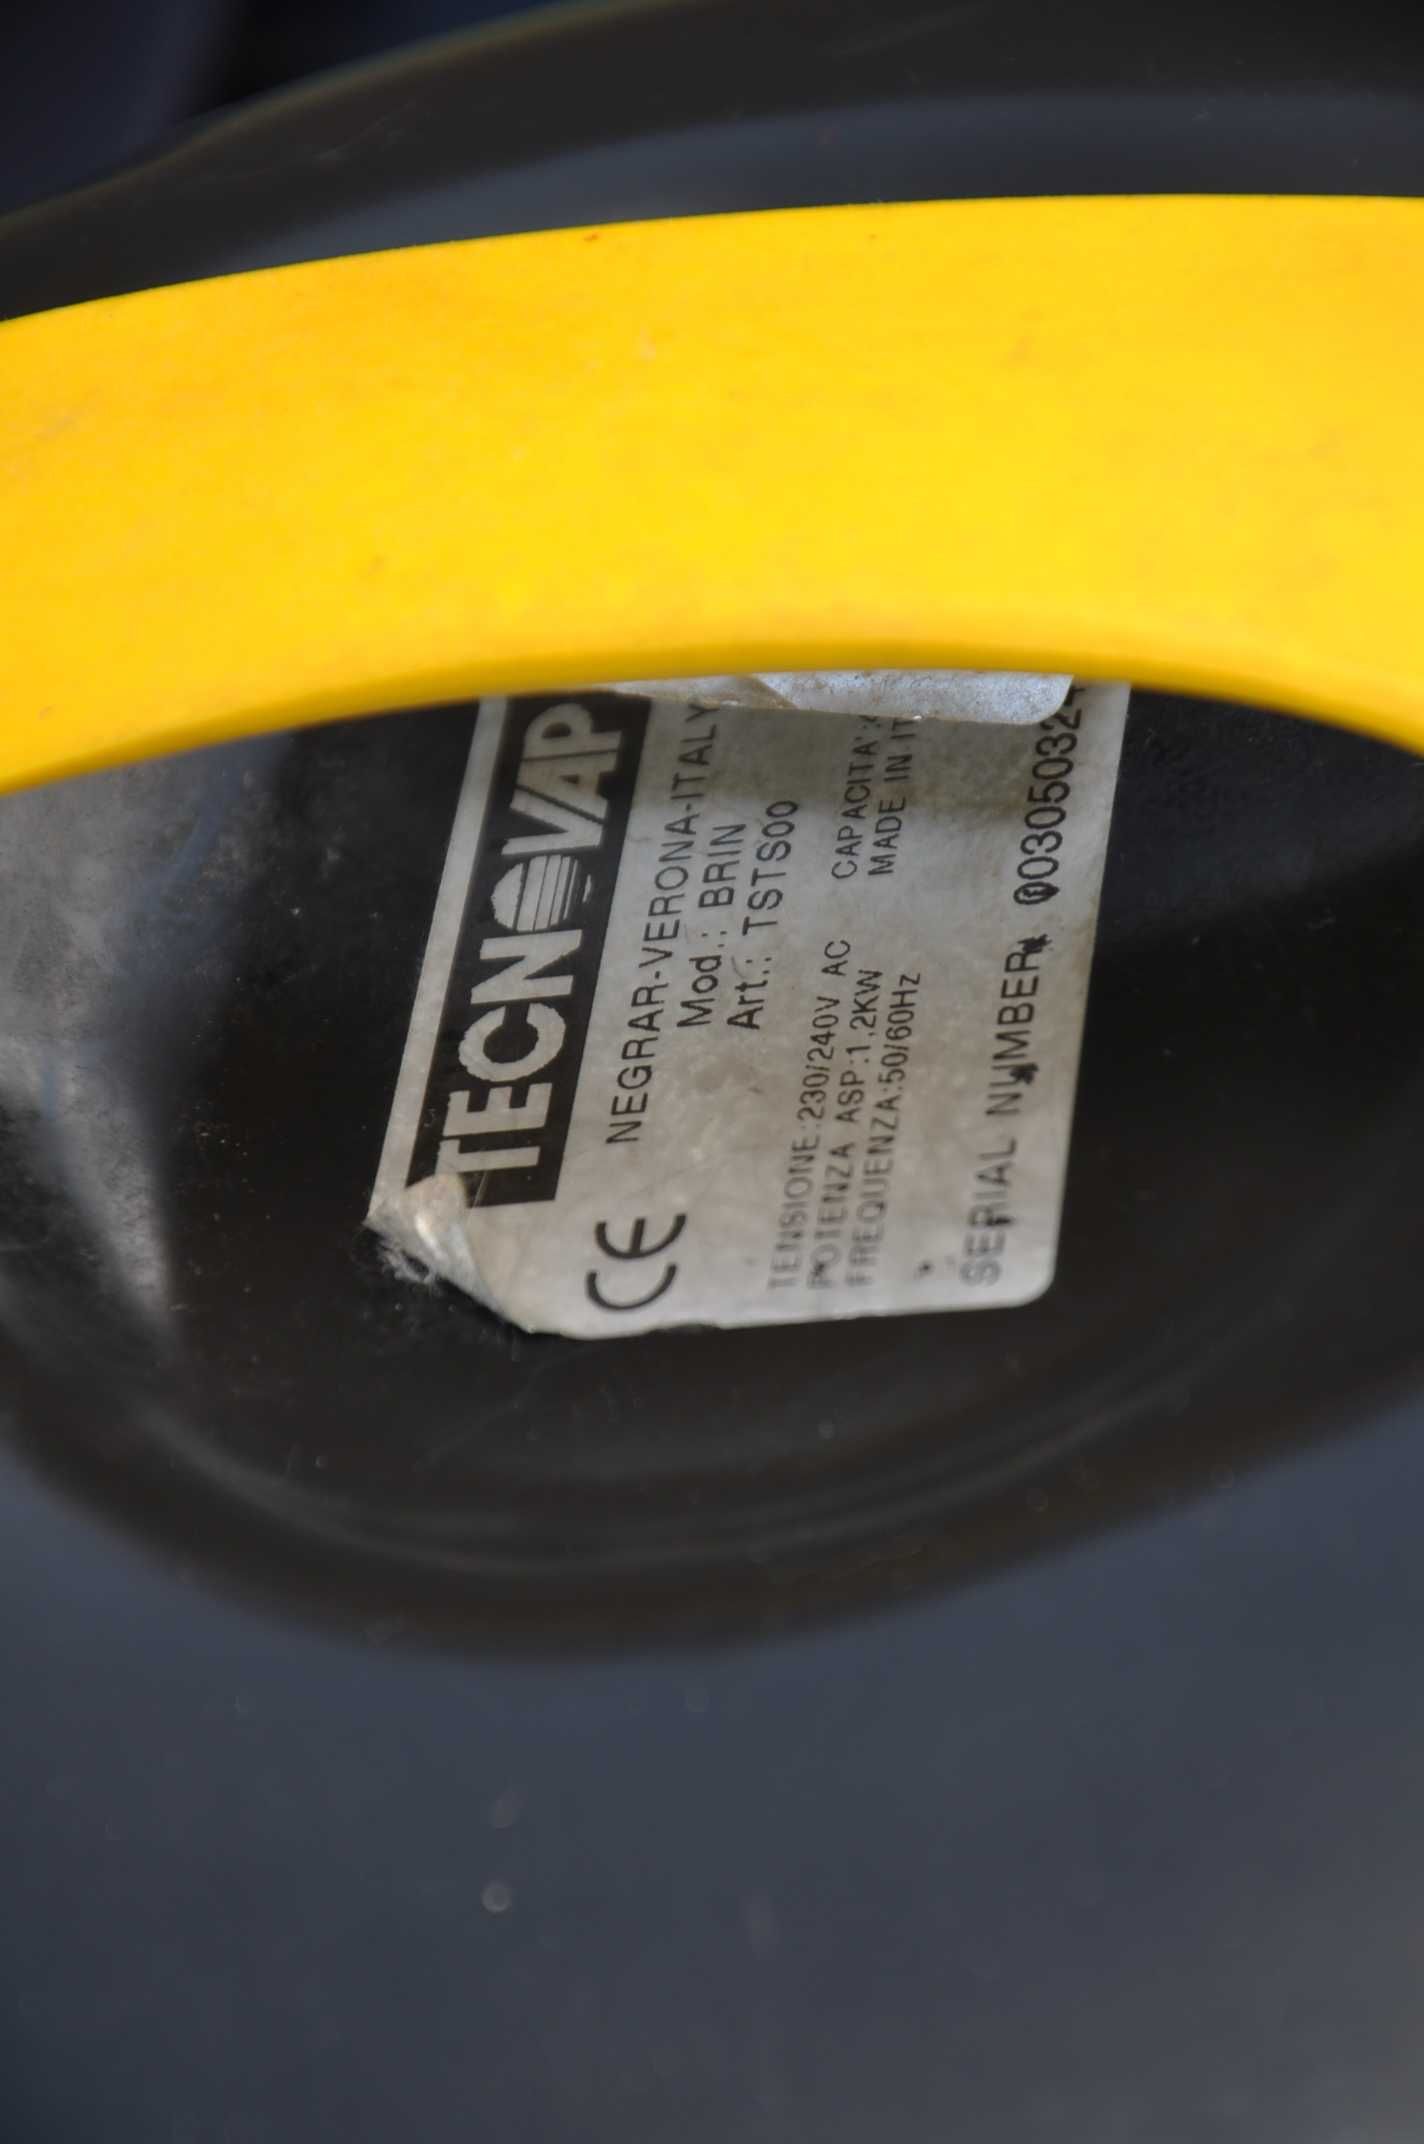 TECNOVAP
CE NEGRAR-VERONA-ITALY
Mod.: BRIN
Art.: TSTS00
TENSIONE:230/240V AC CAPACITA':
POTENZA ASP:1.2KW MADE IN IT
FREQUENZA:50/60Hz
SERIAL NUMBER 00305032